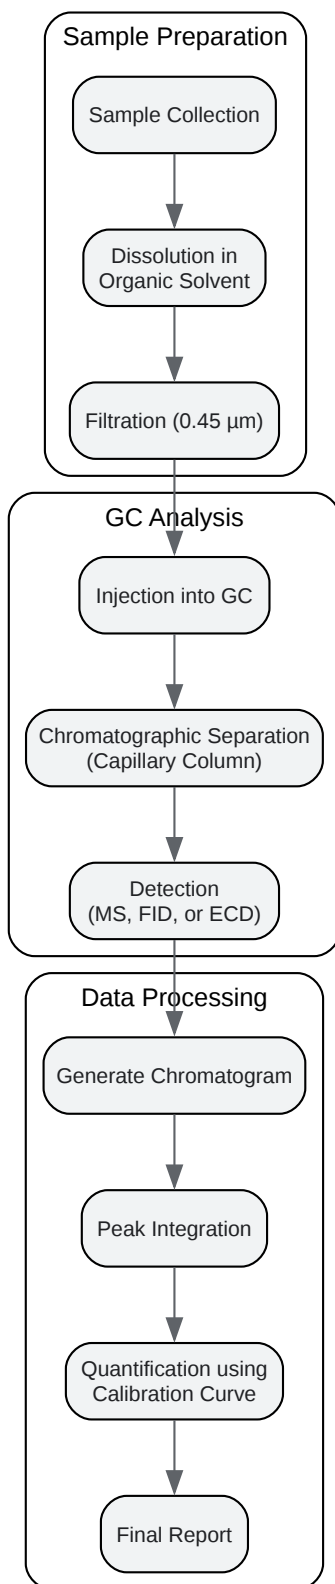 Sample Preparation
Sample Collection
Dissolution in
Organic Solvent
Filtration (0.45 µm)
GC Analysis
Injection into GC
Chromatographic Separation
(Capillary Column)
Detection
(MS, FID, or ECD)
Data Processing
Generate Chromatogram
Peak Integration
Quantification using
Calibration Curve
Final Report